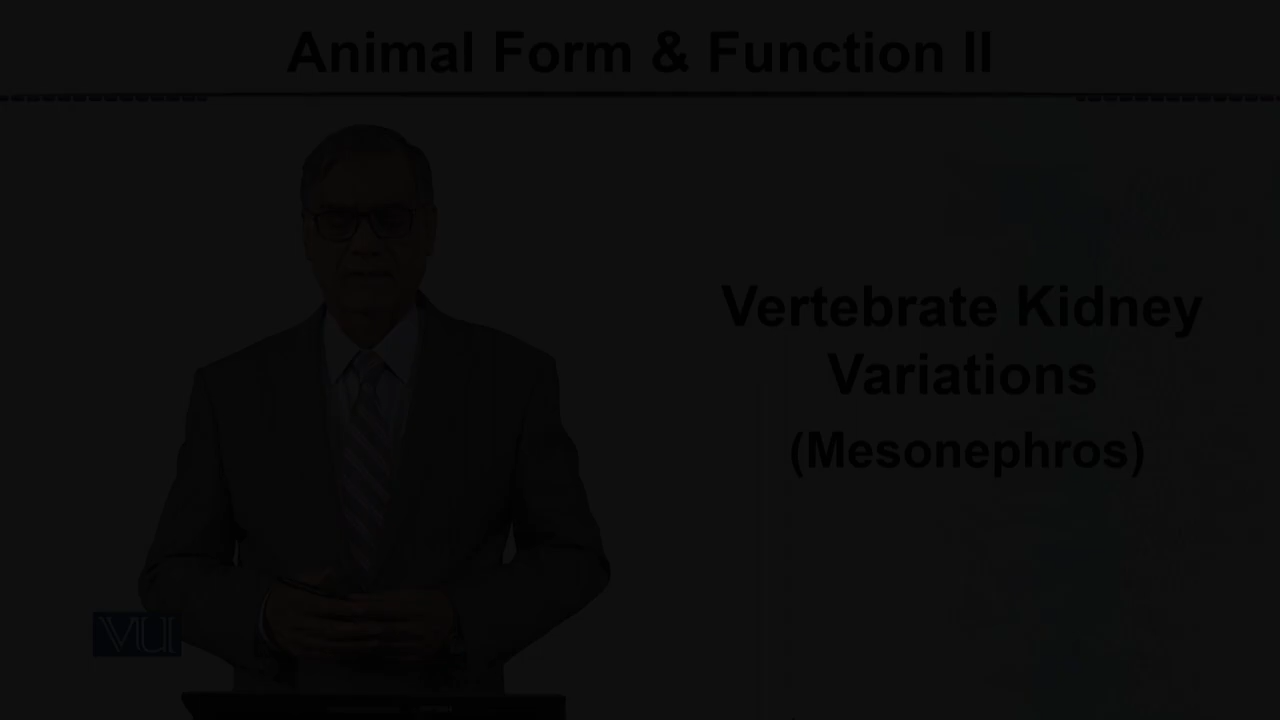 Animal Form & Function II
Vertebrate Kidney
Variations
(Mesonephros)
VU